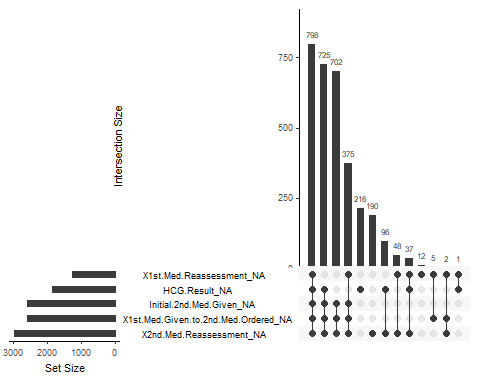 798
725
702
375
216
190
96
48
37
12
5
2
1
750
500
250
0
Intersection Size
X1st.Med.Reassessment_NA
HCG.Result_NA
Initial.2nd.Med.Given_NA
X1st.Med.Given.to.2nd.Med.Ordered_NA
X2nd.Med.Reassessment_NA
3000 2000 1000 0
Set Size